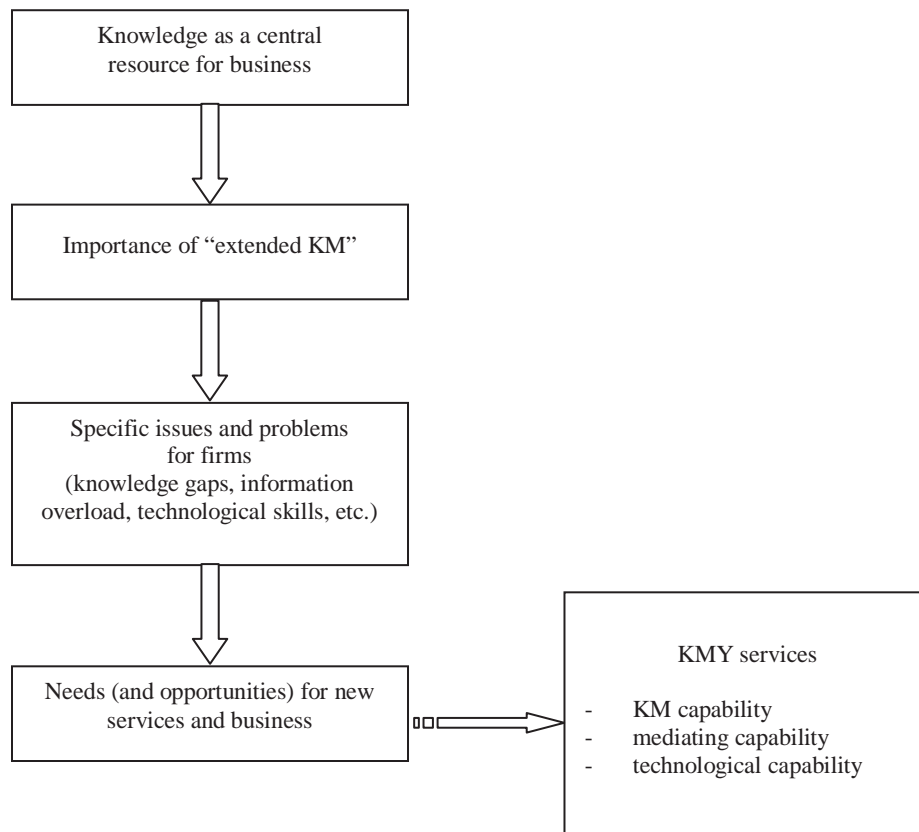 Knowledge as a central
resource for business
Importance of “extended KM”
Specific issues and problems
for firms
(knowledge gaps, information
overload, technological skills, etc.)
Needs (and opportunities) for new
services and business
KMY services
- KM capability
- mediating capability
- technological capability